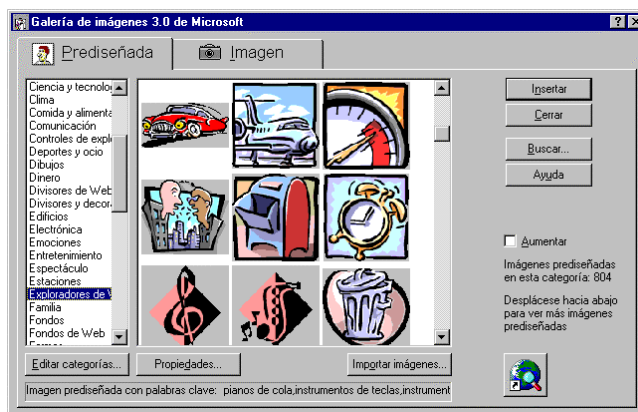 Galería de imágenes 3.0 de Microsoft
Prediseñada
Imagen
Ciencia y tecnolo
Clima
Comida y alimenta
Comunicación
Controles de explo
Deportes y ocio
Dibujos
Dinero
Divisores de Web
Divisores y decor
Edificios
Electrónica
Emociones
Entretenimiento
Espectáculo
Estaciones
Exploradores de W
Familia
Fondos
Fondos de Web
Insertar
Cerrar
Buscar...
Ayuda
Aumentar
Imágenes prediseñadas
en esta categoría: 804
Desplácese hacia abajo
para ver más imágenes
prediseñadas
Editar categorías...
Propiedades...
Importar imágenes...
Imagen prediseñada con palabras clave: pianos de cola,instrumentos de teclas,instrument